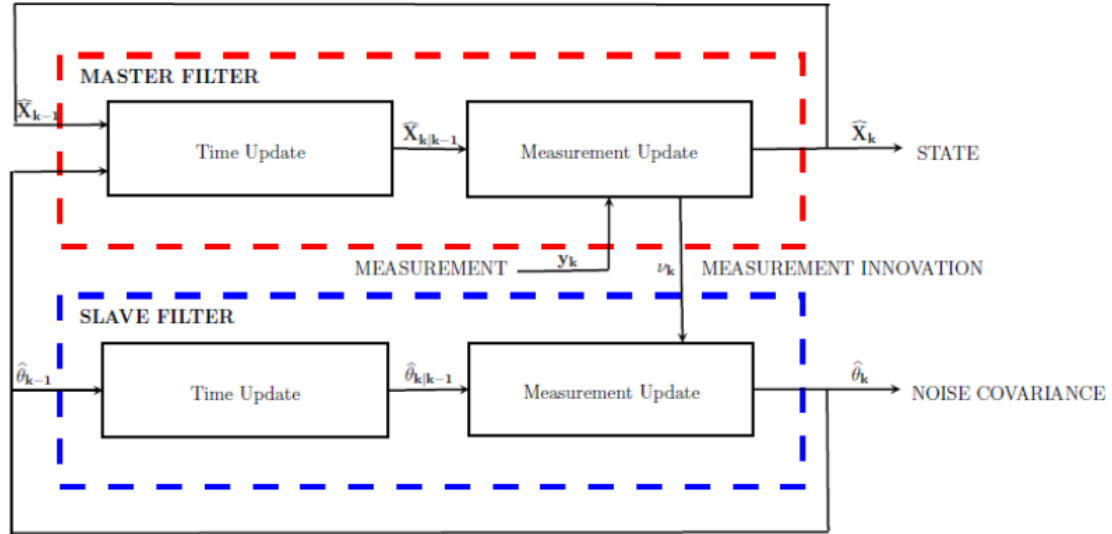 MASTER FILTER
X̂ₖ₋₁
Time Update
X̂ₖ|ₖ₋₁
Measurement Update
X̂ₖ
STATE
MEASUREMENT
yₖ
νₖ
MEASUREMENT INNOVATION
SLAVE FILTER
θ̂ₖ₋₁
Time Update
θ̂ₖ|ₖ₋₁
Measurement Update
θ̂ₖ
NOISE COVARIANCE